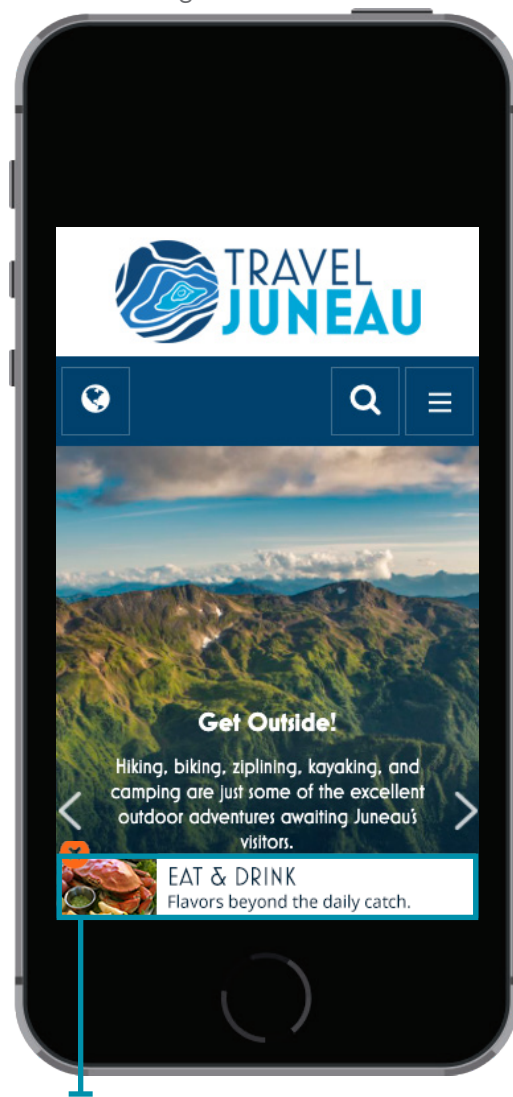 TRAVEL
JUNEAU
Get Outside!
Hiking, biking, ziplining, kayaking, and
camping are just some of the excellent
outdoor adventures awaiting Juneau's
visitors.
EAT & DRINK
Flavors beyond the daily catch.